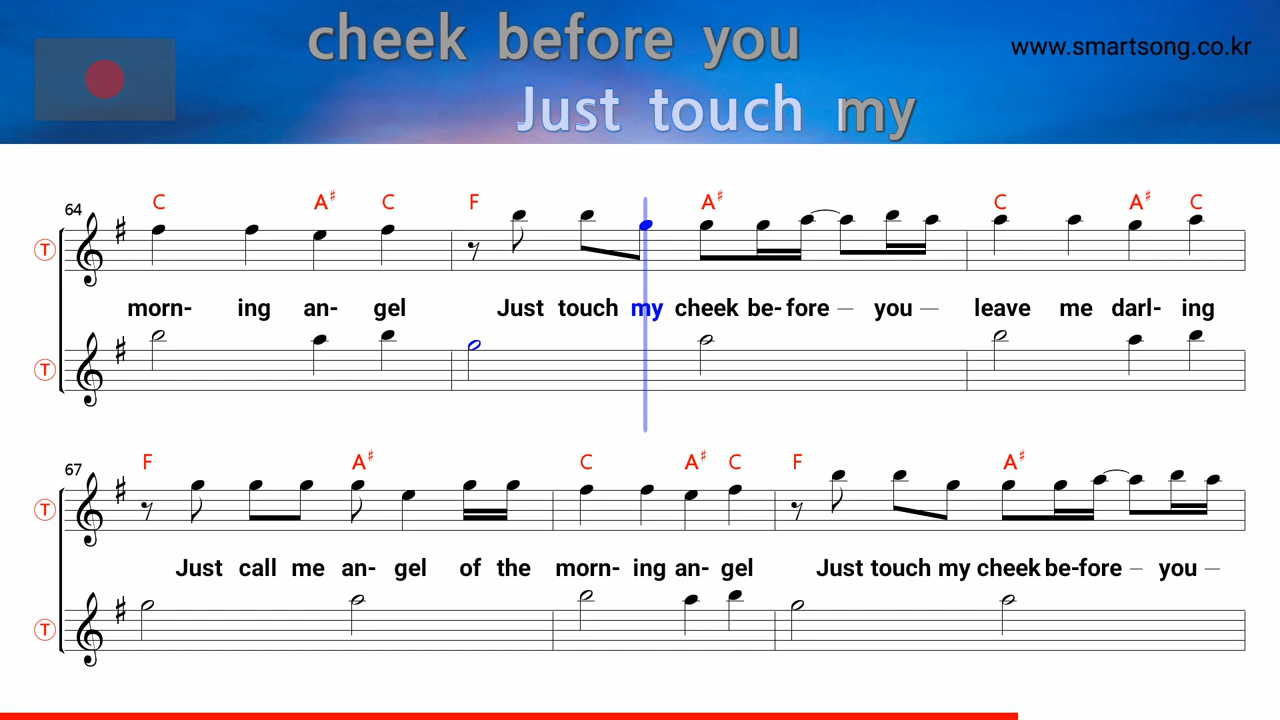 cheek before you
www.smartsong.co.kr
Just touch my
64 C A♯ C F A♯ C A♯ C
T
morn- ing an- gel Just touch my cheek be- fore – you – leave me darl- ing
T
67 F A♯ C A♯ C F A♯
T
Just call me an- gel of the morn- ing an- gel Just touch my cheek be-fore – you –
T